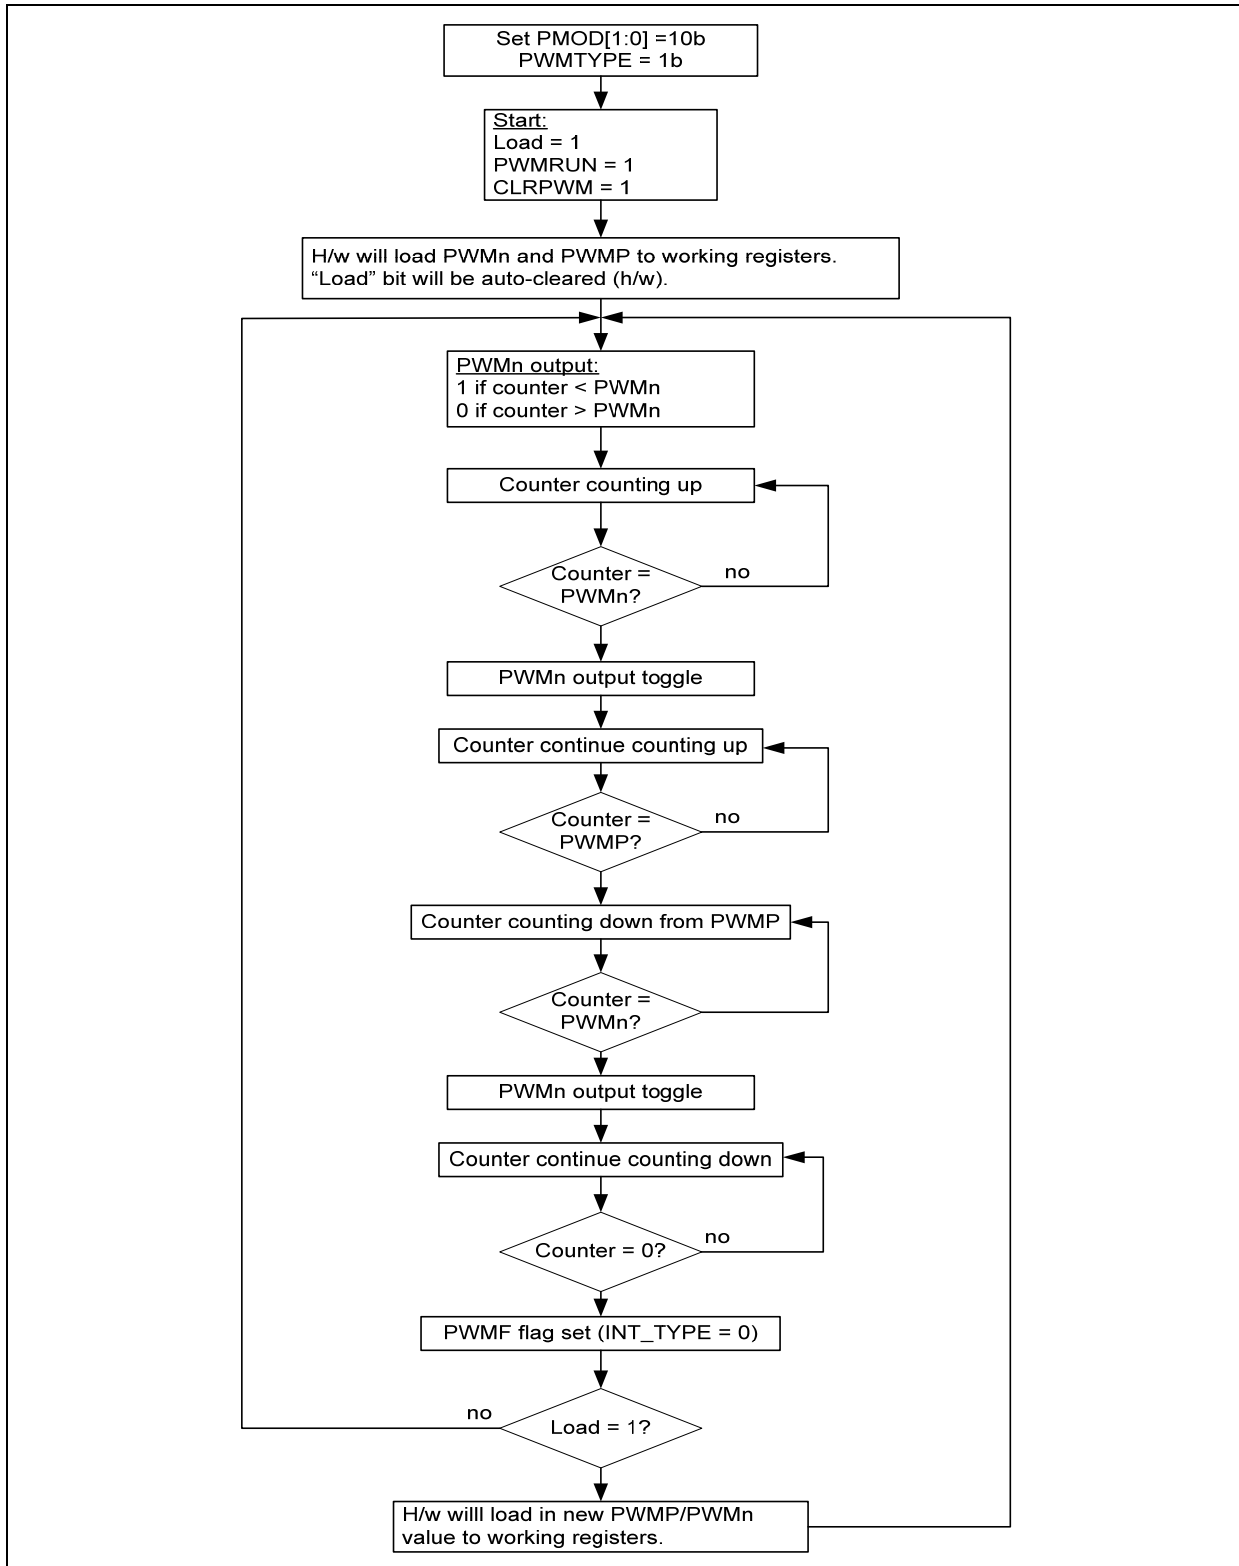 Set PMOD[1:0] =10b
PWMTYPE = 1b
Start:
Load = 1
PWMRUN = 1
CLRPWM = 1
H/w will load PWMn and PWMP to working registers.
“Load” bit will be auto-cleared (h/w).
PWMn output:
1 if counter < PWMn
0 if counter > PWMn
Counter counting up
Counter =
PWMn?
no
PWMn output toggle
Counter continue counting up
Counter =
PWMP?
no
Counter counting down from PWMP
Counter =
PWMn?
PWMn output toggle
Counter continue counting down
Counter = 0?
no
PWMF flag set (INT_TYPE = 0)
Load = 1?
no
H/w willl load in new PWMP/PWMn
value to working registers.